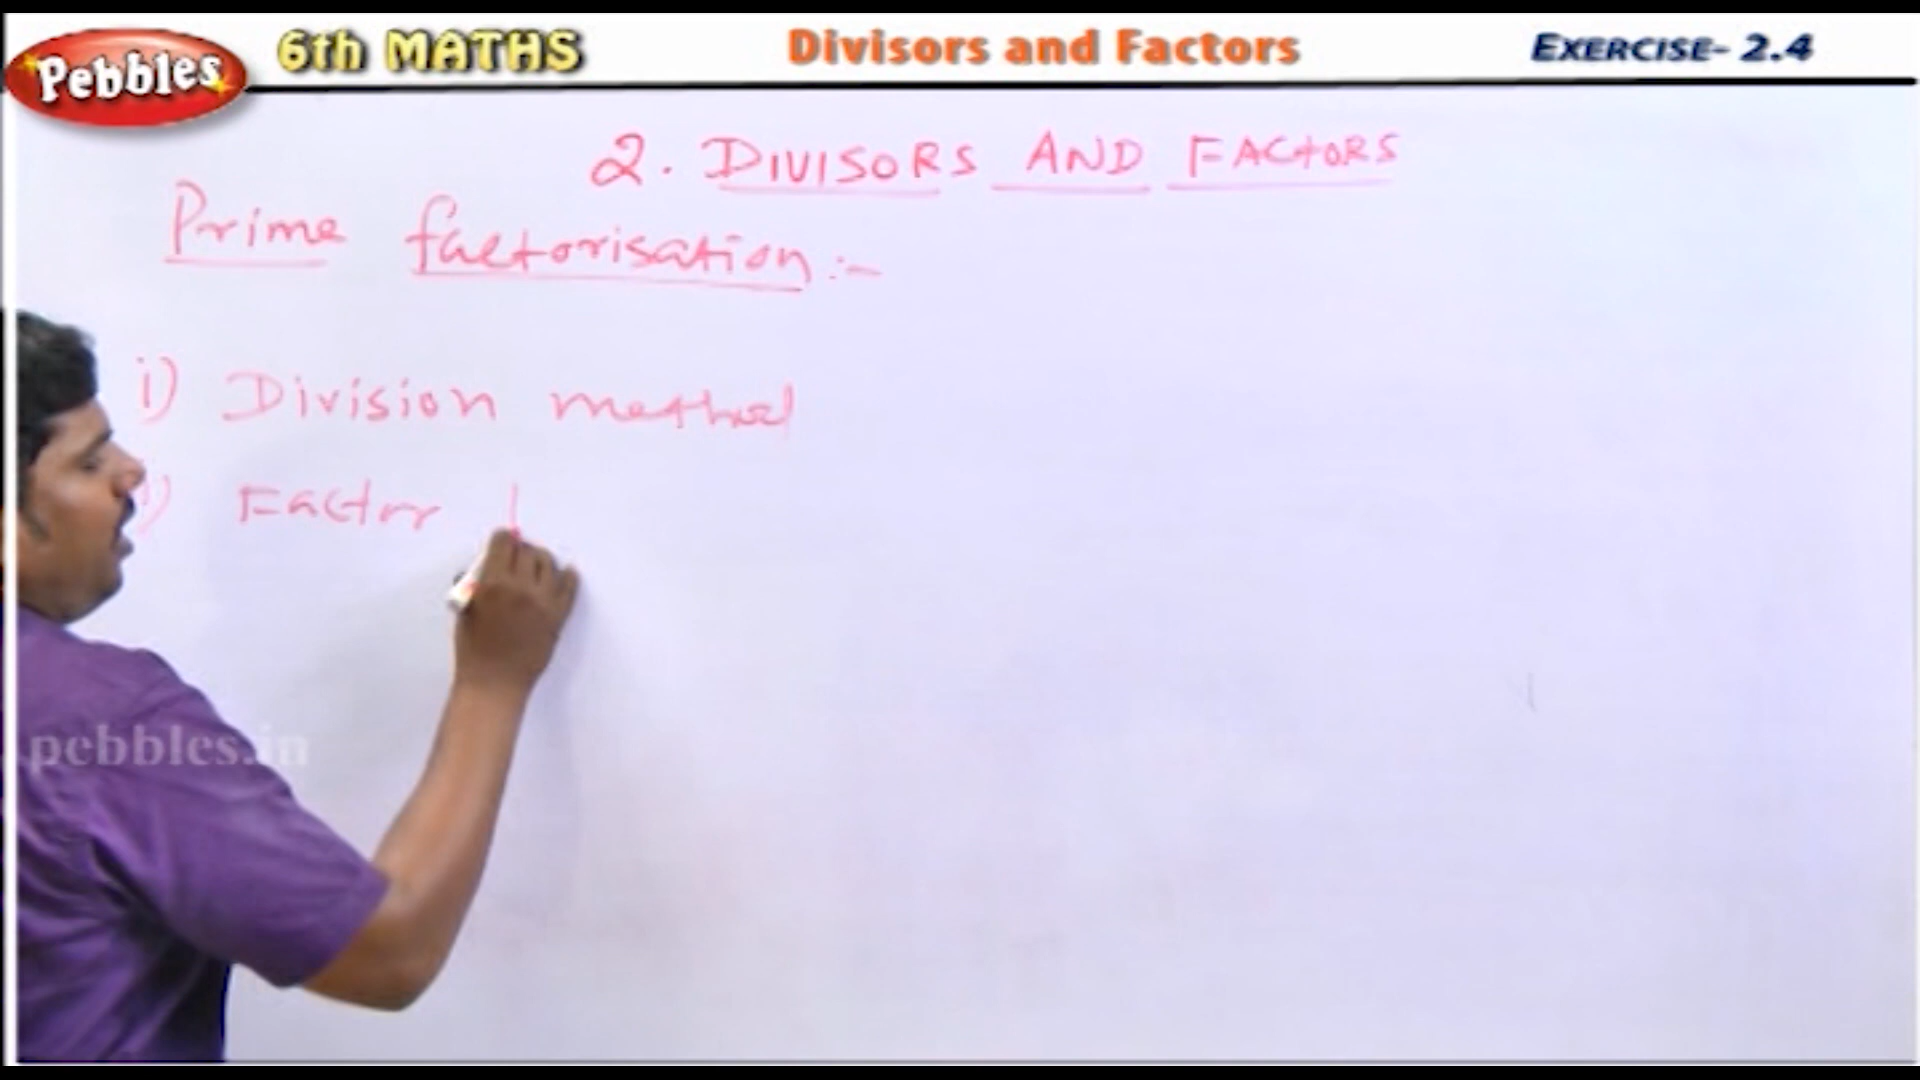 Pebbles 6th MATHS Divisors and Factors EXERCISE- 2.4
2. DIVISORS AND FACTORS
Prime factorisation:-
i) Division method
Factor
pebbles.in